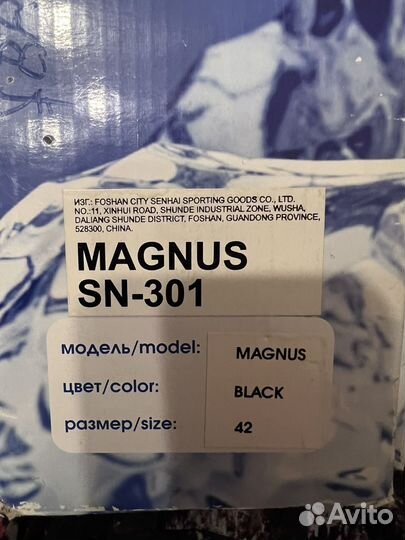 ИЗГ.: FOSHAN CITY SENHAI SPORTING GOODS CO., LTD.
NO.:11, XINHUI ROAD, SHUNDE INDUSTRIAL ZONE, WUSHA,
DALIANG SHUNDE DISTRICT, FOSHAN, GUANDONG PROVINCE,
528300, CHINA.
MAGNUS
SN-301
модель/model: MAGNUS
цвет/color: BLACK
размер/size: 42
Avito